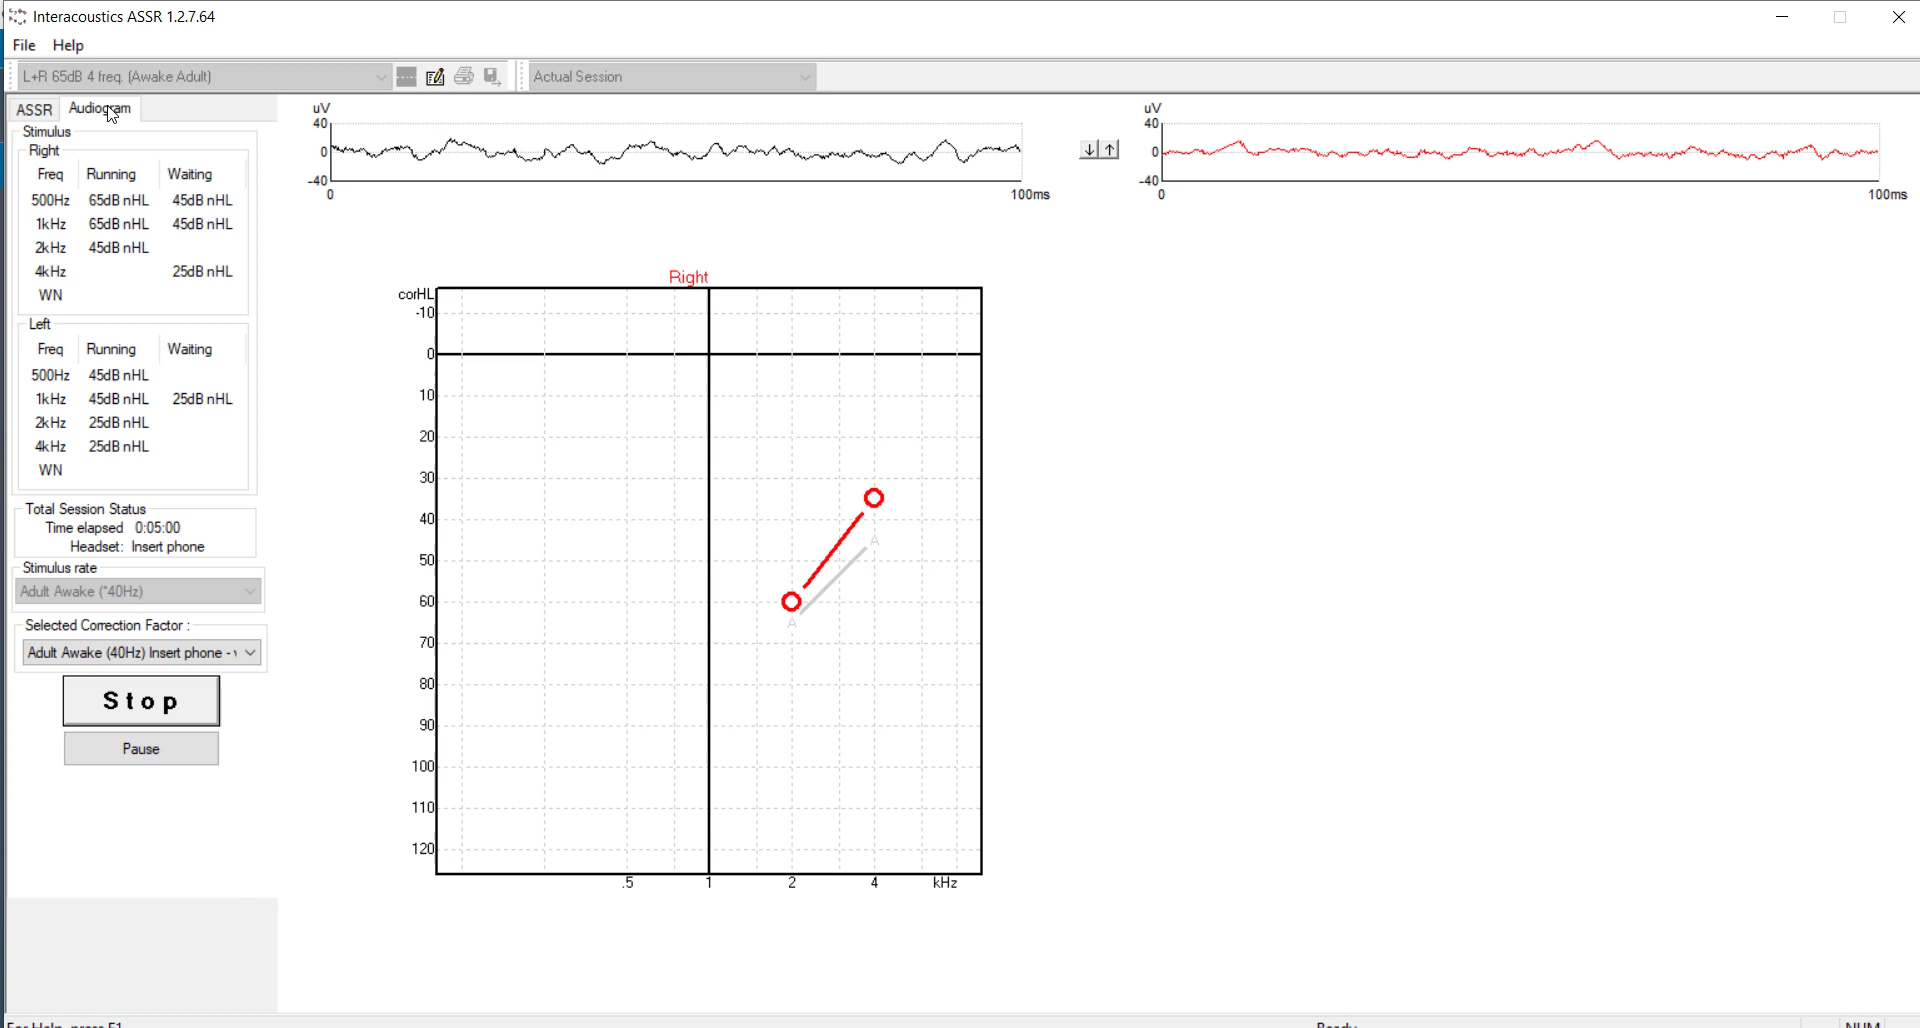 Interacoustics ASSR 1.2.7.64
File Help
L+R 65dB 4 freq. (Awake Adult)
Actual Session
ASSR Audiogram
Stimulus
Right
Freq Running Waiting
500Hz 65dB nHL 45dB nHL
1kHz 65dB nHL 45dB nHL
2kHz 45dB nHL
4kHz 25dB nHL
WN
Left
Freq Running Waiting
500Hz 45dB nHL
1kHz 45dB nHL 25dB nHL
2kHz 25dB nHL
4kHz 25dB nHL
WN
Total Session Status
Time elapsed 0:05:00
Headset: Insert phone
Stimulus rate
Adult Awake (~40Hz)
Selected Correction Factor :
Adult Awake (40Hz) Insert phone -
Stop
Pause
uV
40
0
-40
0 100ms
uV
40
0
-40
0 100ms
Right
corHL
-10
0
10
20
30
40
50
60
70
80
90
100
110
120
A
A
.5 1 2 4 kHz
For Help, press F1
Ready
NUM